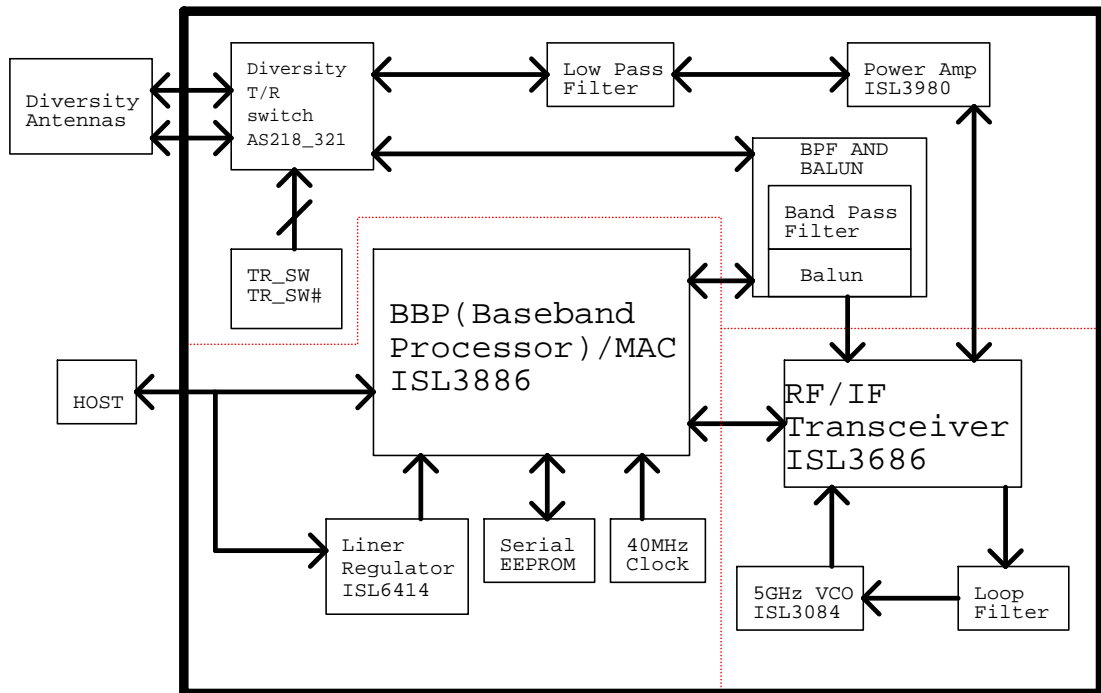 Diversity
Antennas
Diversity
T/R
switch
AS218_321
Low Pass
Filter
Power Amp
ISL3980
BPF AND
BALUN
Band Pass
Filter
Balun
TR_SW
TR_SW#
BBP(Baseband
Processor)/MAC
ISL3886
HOST
RF/IF
Transceiver
ISL3686
Liner
Regulator
ISL6414
Serial
EEPROM
40MHz
Clock
5GHz VCO
ISL3084
Loop
Filter